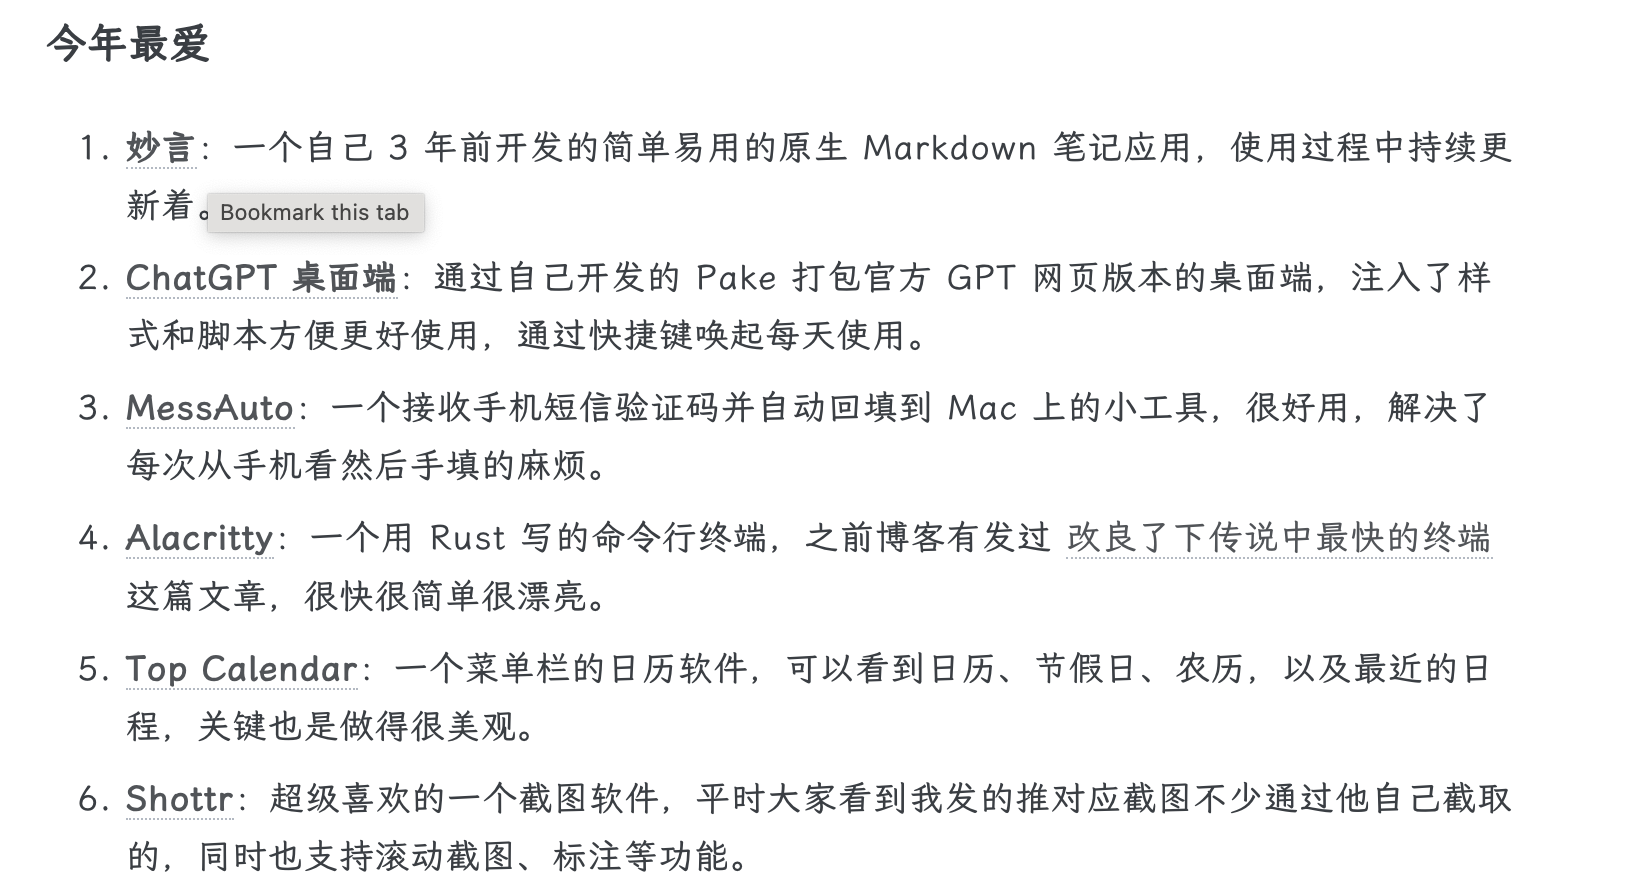 今年最爱
1. 妙言：一个自己 3 年前开发的简单易用的原生 Markdown 笔记应用，使用过程中持续更
新着。
Bookmark this tab
2. ChatGPT 桌面端：通过自己开发的 Pake 打包官方 GPT 网页版本的桌面端，注入了样
式和脚本方便更好使用，通过快捷键唤起每天使用。
3. MessAuto：一个接收手机短信验证码并自动回填到 Mac 上的小工具，很好用，解决了
每次从手机看然后手填的麻烦。
4. Alacritty：一个用 Rust 写的命令行终端，之前博客有发过 改良了下传说中最快的终端
这篇文章，很快很简单很漂亮。
5. Top Calendar：一个菜单栏的日历软件，可以看到日历、节假日、农历，以及最近的日
程，关键也是做得很美观。
6. Shottr：超级喜欢的一个截图软件，平时大家看到我发的推对应截图不少通过他自己截取
的，同时也支持滚动截图、标注等功能。